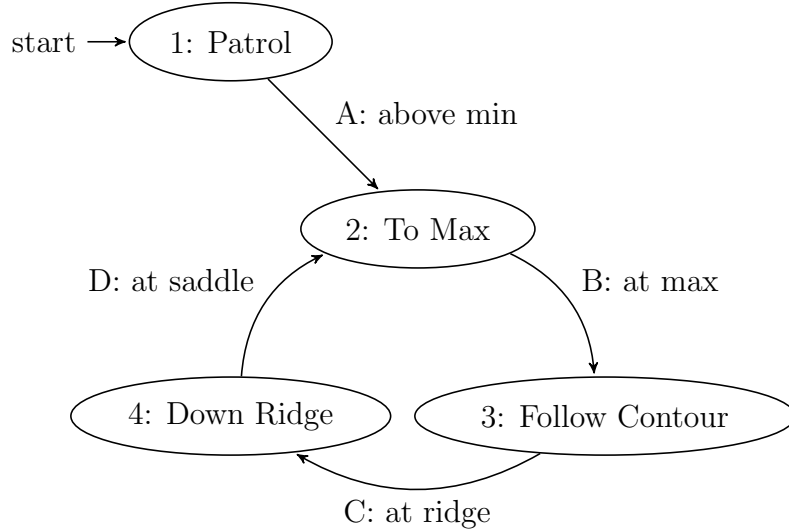 start
1: Patrol
A: above min
2: To Max
D: at saddle
B: at max
4: Down Ridge
3: Follow Contour
C: at ridge